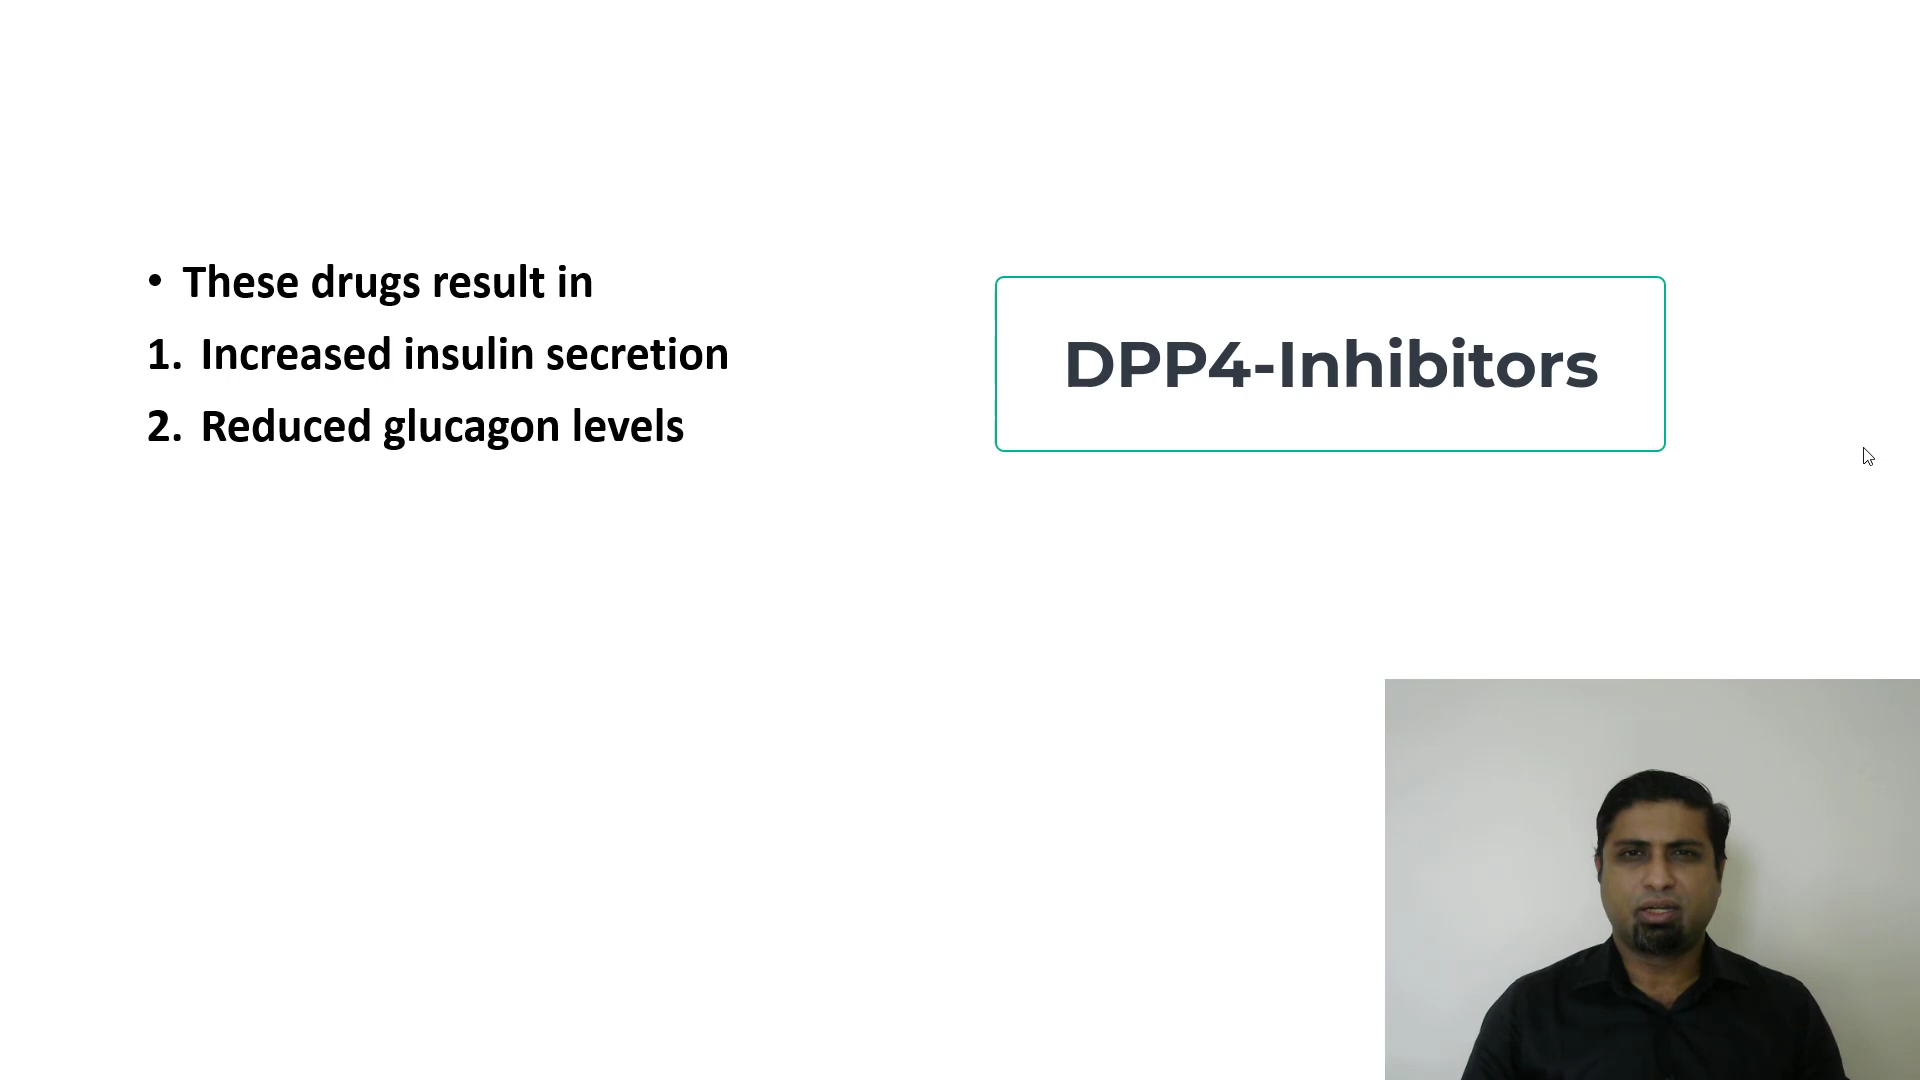 • These drugs result in
1. Increased insulin secretion
2. Reduced glucagon levels
DPP4-Inhibitors